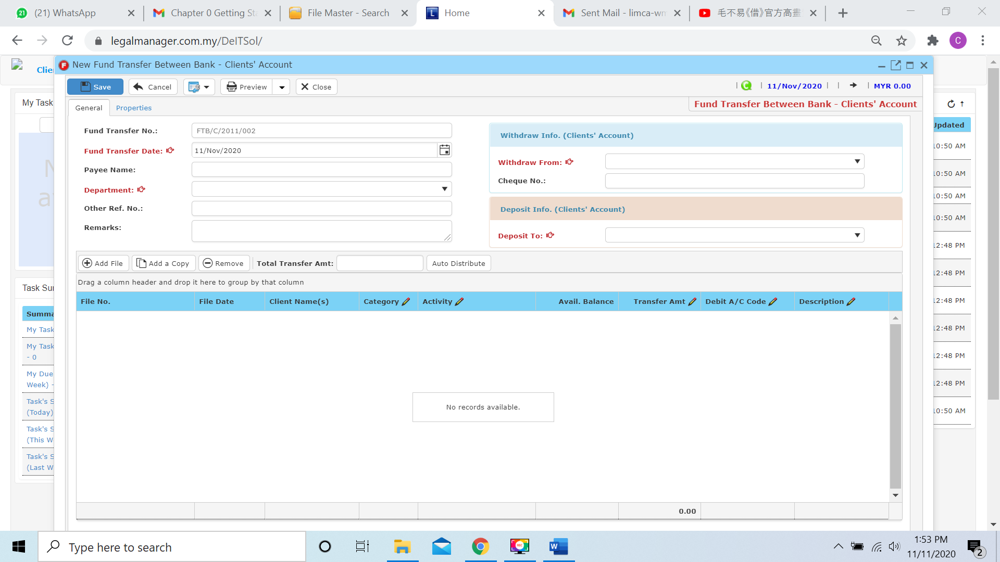 (21) WhatsApp
Chapter 0 Getting Sta
File Master - Search
Home
Sent Mail - limca-wm
毛不易《借》官方高畫
legalmanager.com.my/DeITSol/
C
Clie
New Fund Transfer Between Bank - Clients' Account
Save
Cancel
Preview
Close
11/Nov/2020
MYR 0.00
My Task
General
Properties
Fund Transfer Between Bank - Clients' Account
Fund Transfer No.:
FTB/C/2011/002
Fund Transfer Date:
11/Nov/2020
Payee Name:
Department:
Other Ref. No.:
Remarks:
Withdraw Info. (Clients' Account)
Withdraw From:
Cheque No.:
Deposit Info. (Clients' Account)
Deposit To:
Updated
10:50 AM
10:50 AM
10:50 AM
10:50 AM
12:48 PM
12:48 PM
12:48 PM
12:48 PM
12:48 PM
12:48 PM
10:50 AM
Add File
Add a Copy
Remove
Total Transfer Amt:
Auto Distribute
Drag a column header and drop it here to group by that column
File No.
File Date
Client Name(s)
Category
Activity
Avail. Balance
Transfer Amt
Debit A/C Code
Description
No records available.
0.00
Task Sum
Summa
My Task
My Task
- 0
My Due
Week) -
Task's S
(Today)
Task's S
(This W
Task's S
(Last W
Type here to search
1:53 PM
11/11/2020
2